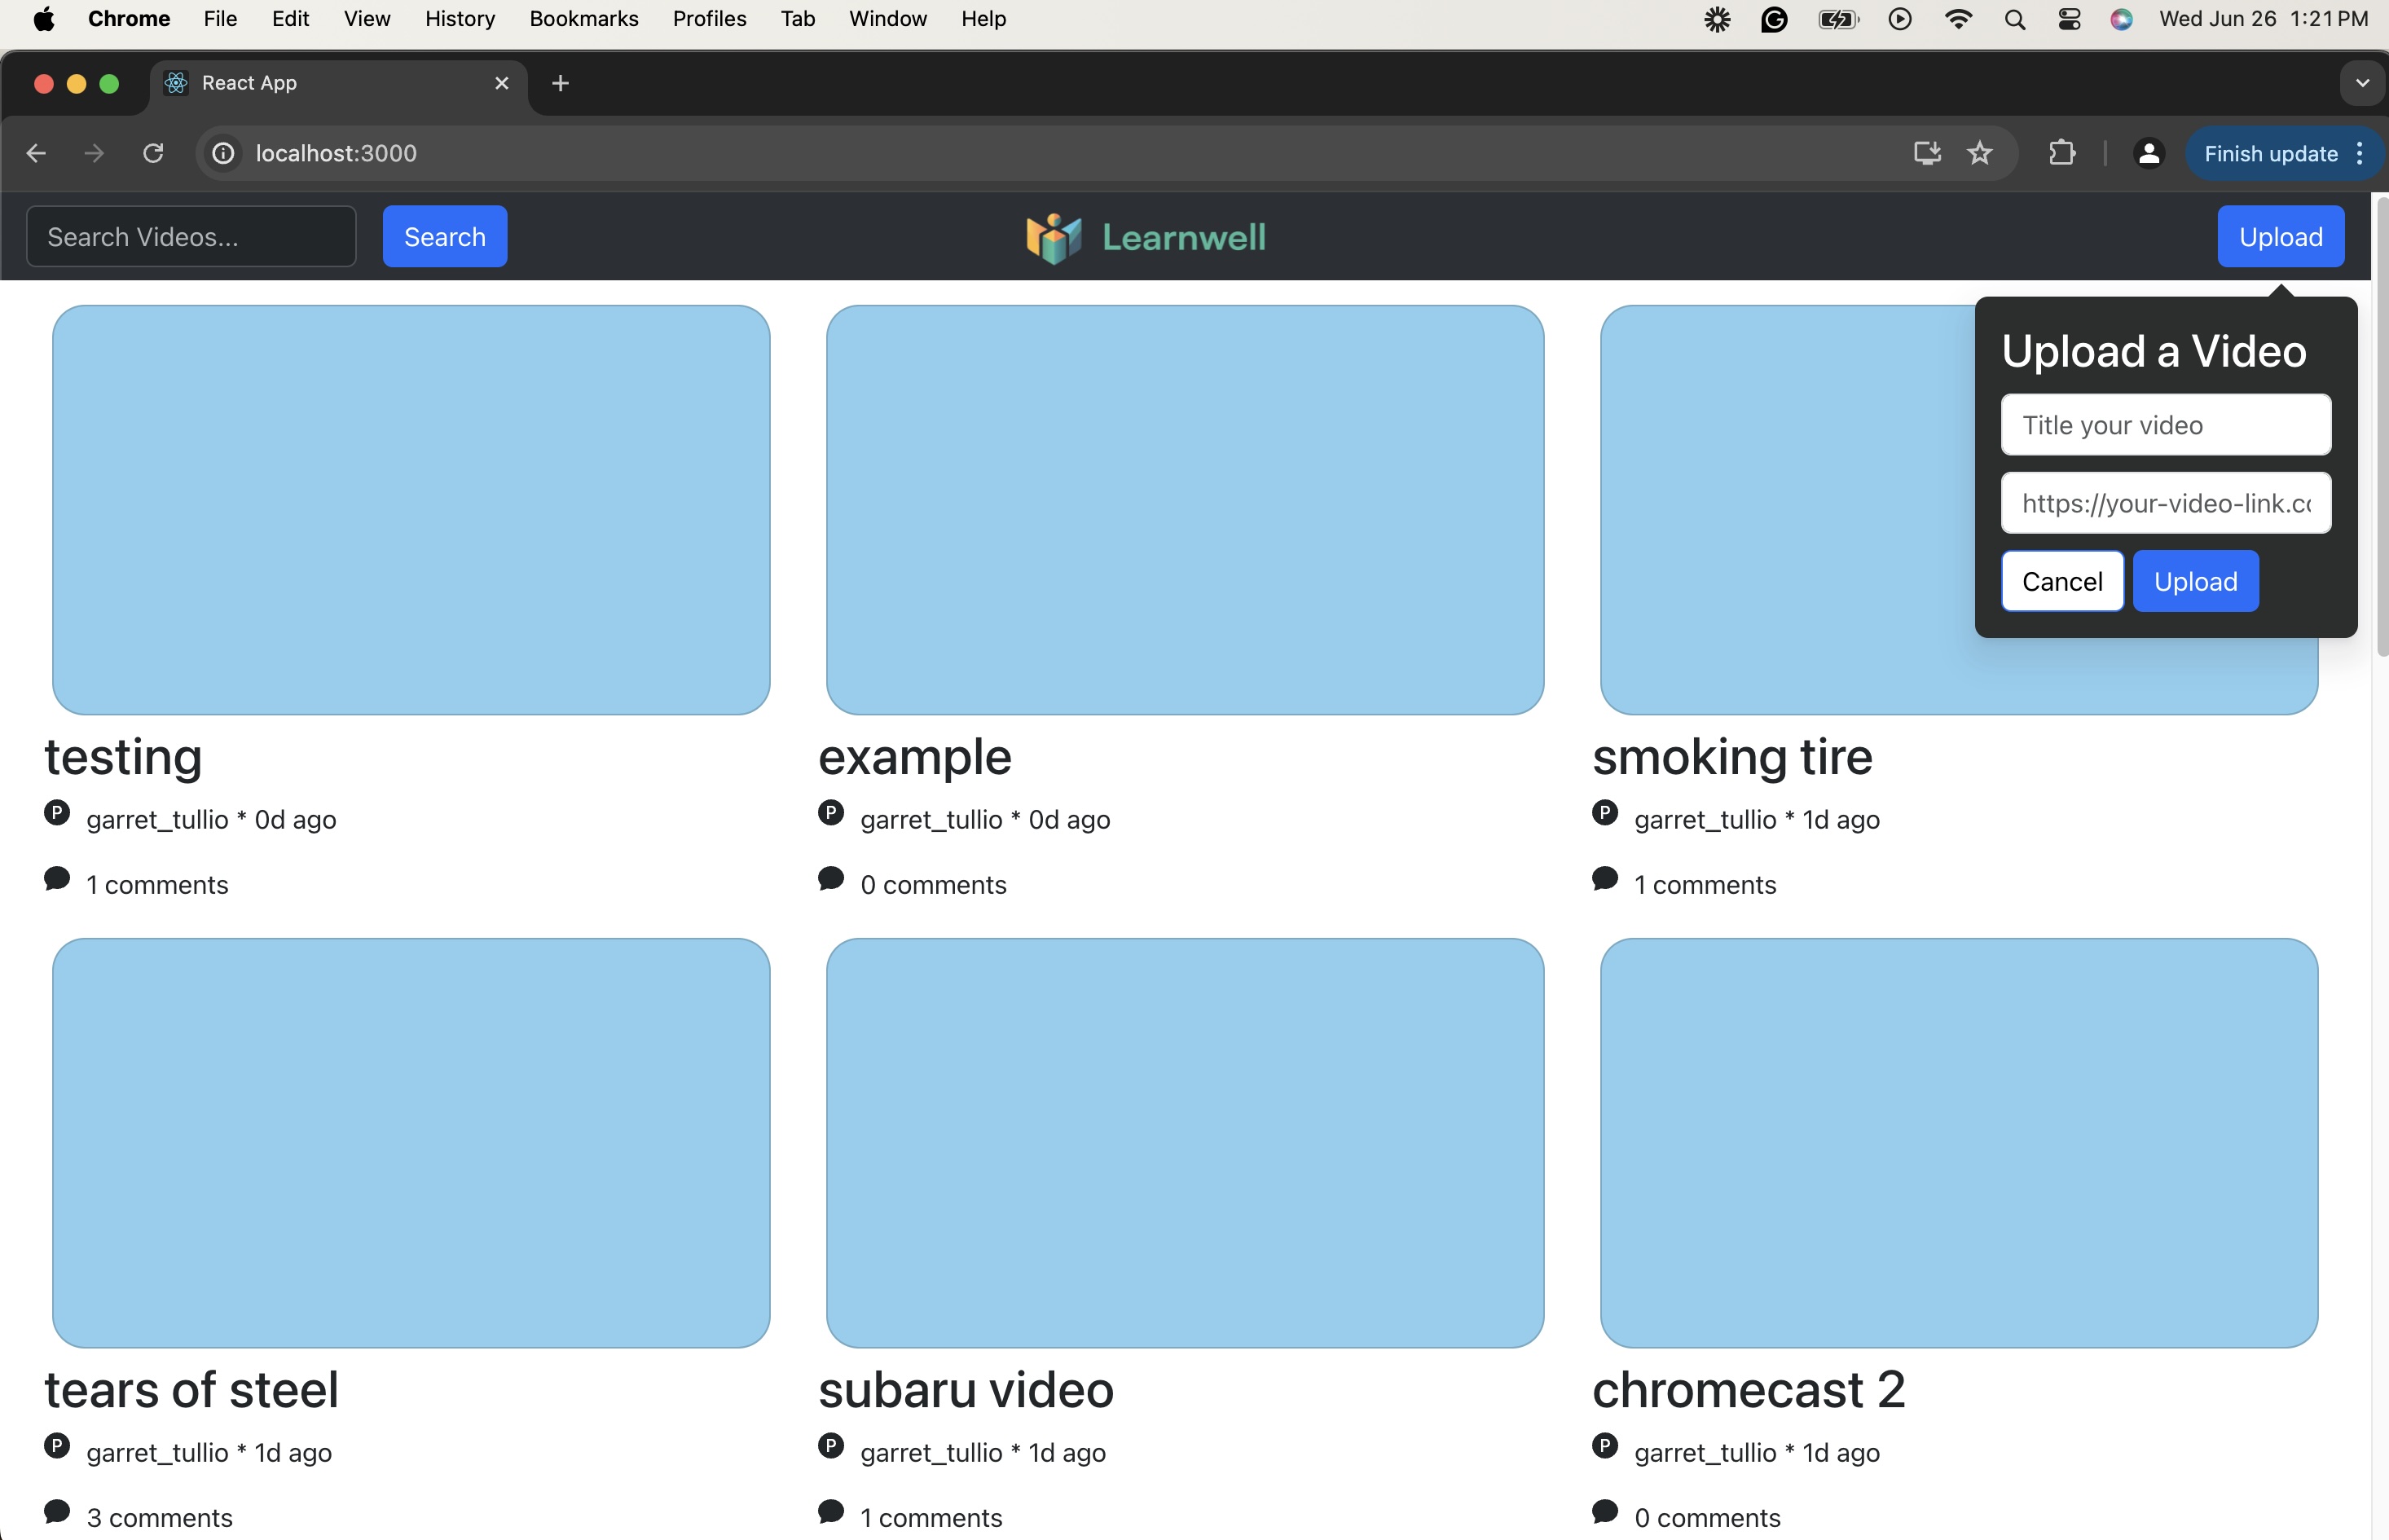 Chrome File Edit View History Bookmarks Profiles Tab Window Help Wed Jun 26 1:21 PM
React App
localhost:3000 Finish update
Search Videos... Search Learnwell Upload
Upload a Video
Title your video
https://your-video-link.co
Cancel Upload
testing example smoking tire
P garret_tullio * 0d ago P garret_tullio * 0d ago P garret_tullio * 1d ago
1 comments 0 comments 1 comments
tears of steel subaru video chromecast 2
P garret_tullio * 1d ago P garret_tullio * 1d ago P garret_tullio * 1d ago
3 comments 1 comments 0 comments